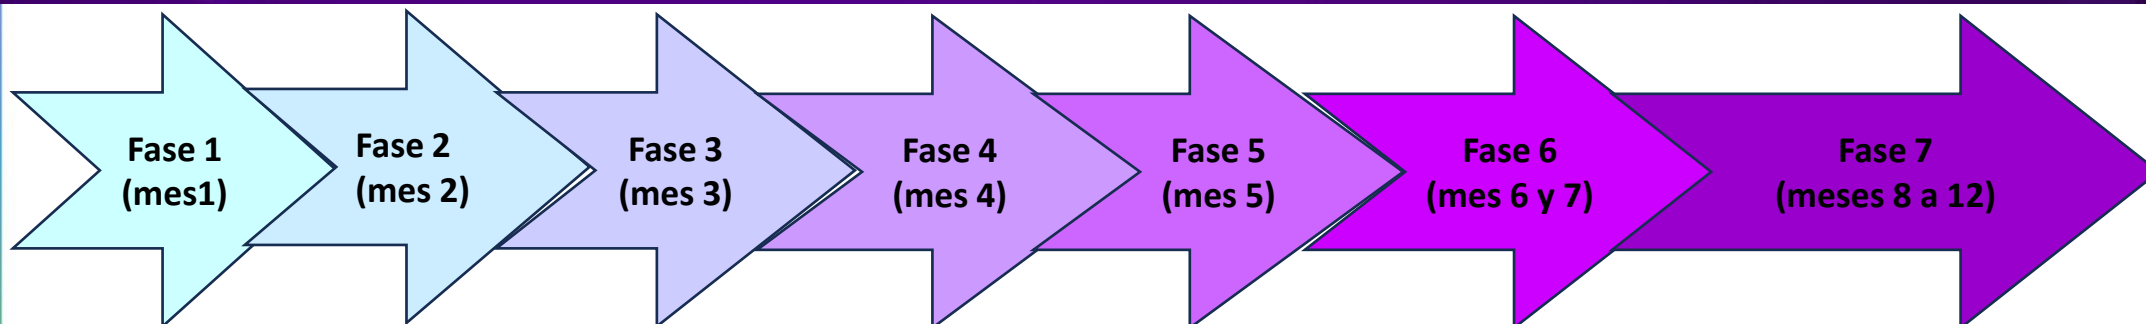 Fase 1
(mes1)
Fase 2
(mes 2)
Fase 3
(mes 3)
Fase 4
(mes 4)
Fase 5
(mes 5)
Fase 6
(mes 6 y 7)
Fase 7
(meses 8 a 12)